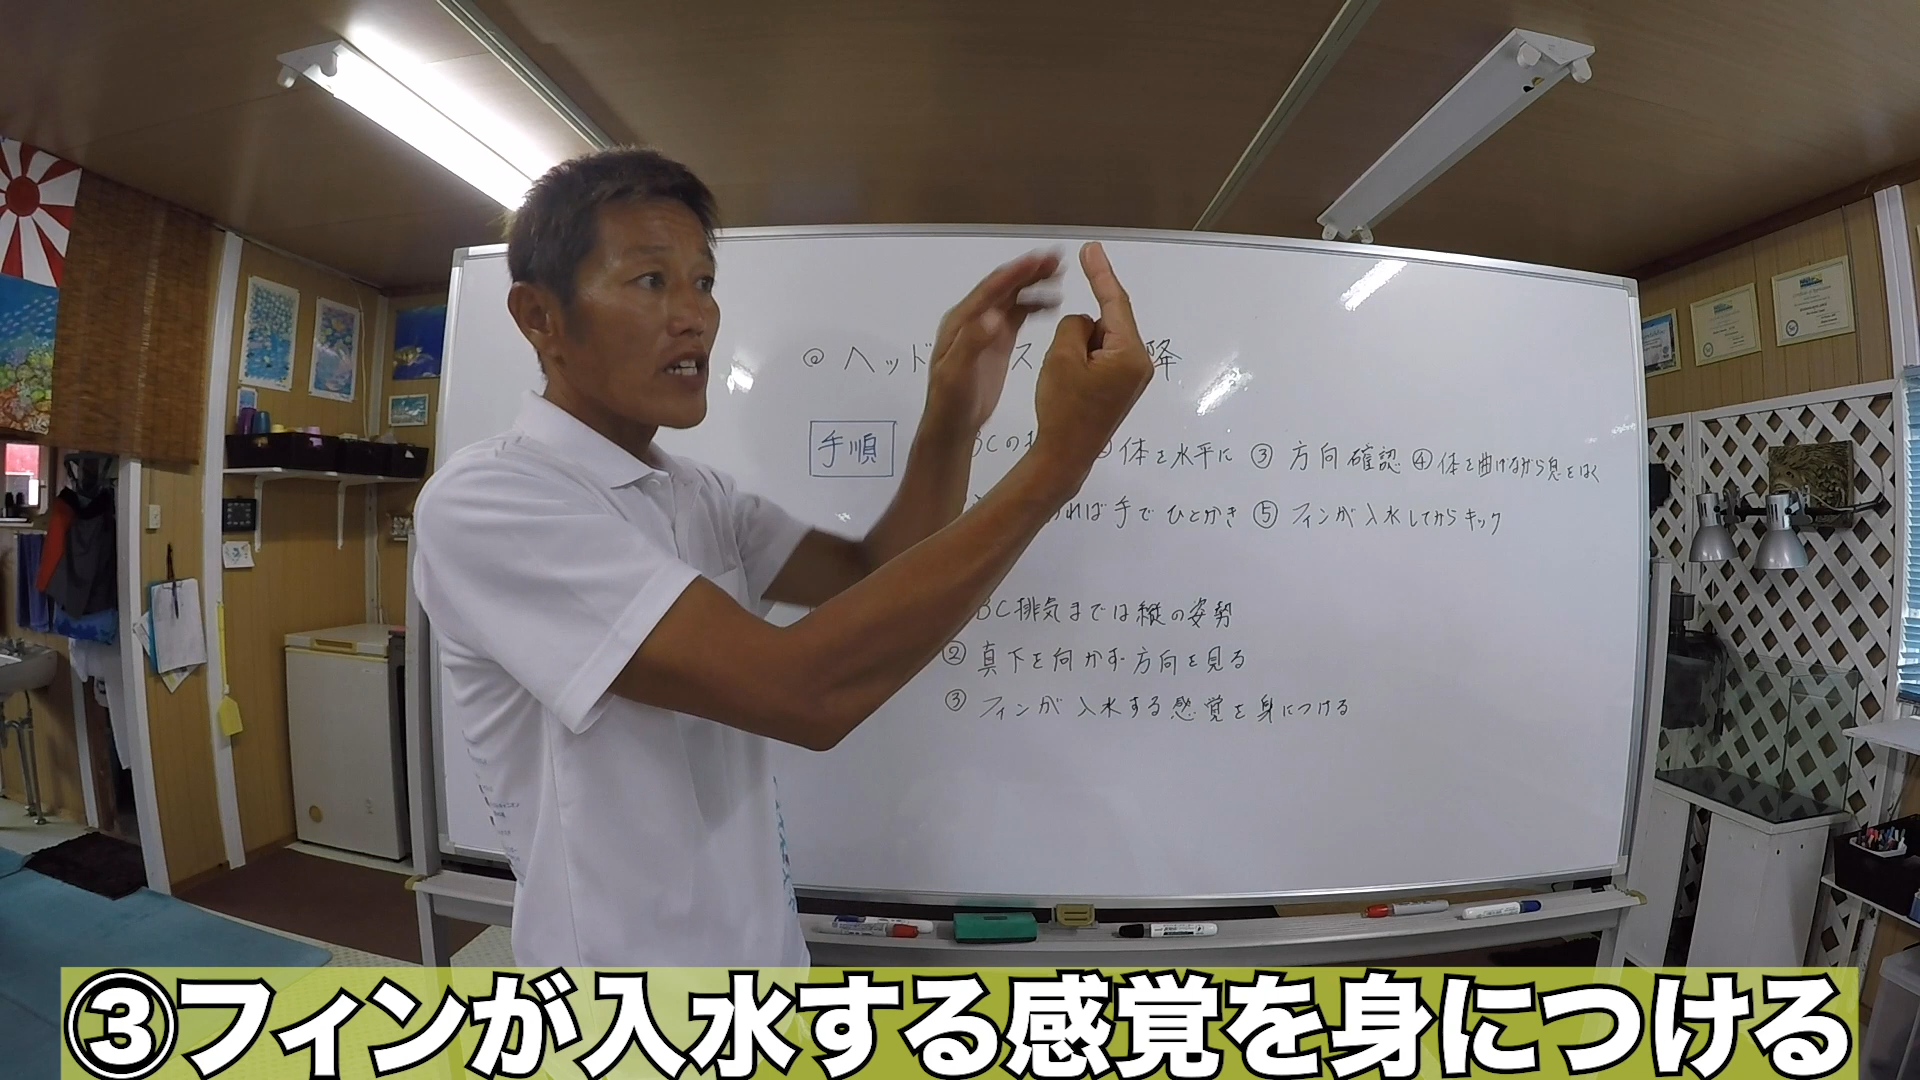 ◎ ヘッド ス 降
手順
BCの ②体を水平に ③ 方向確認 ④体を曲げながら息をはく
れば手でひとかき ⑤ フィンが入水してからキック
BC排気までは縦の姿勢
② 真下を向かず方向を見る
③ フィンが入水する感覚を身につける
③フィンが入水する感覚を身につける